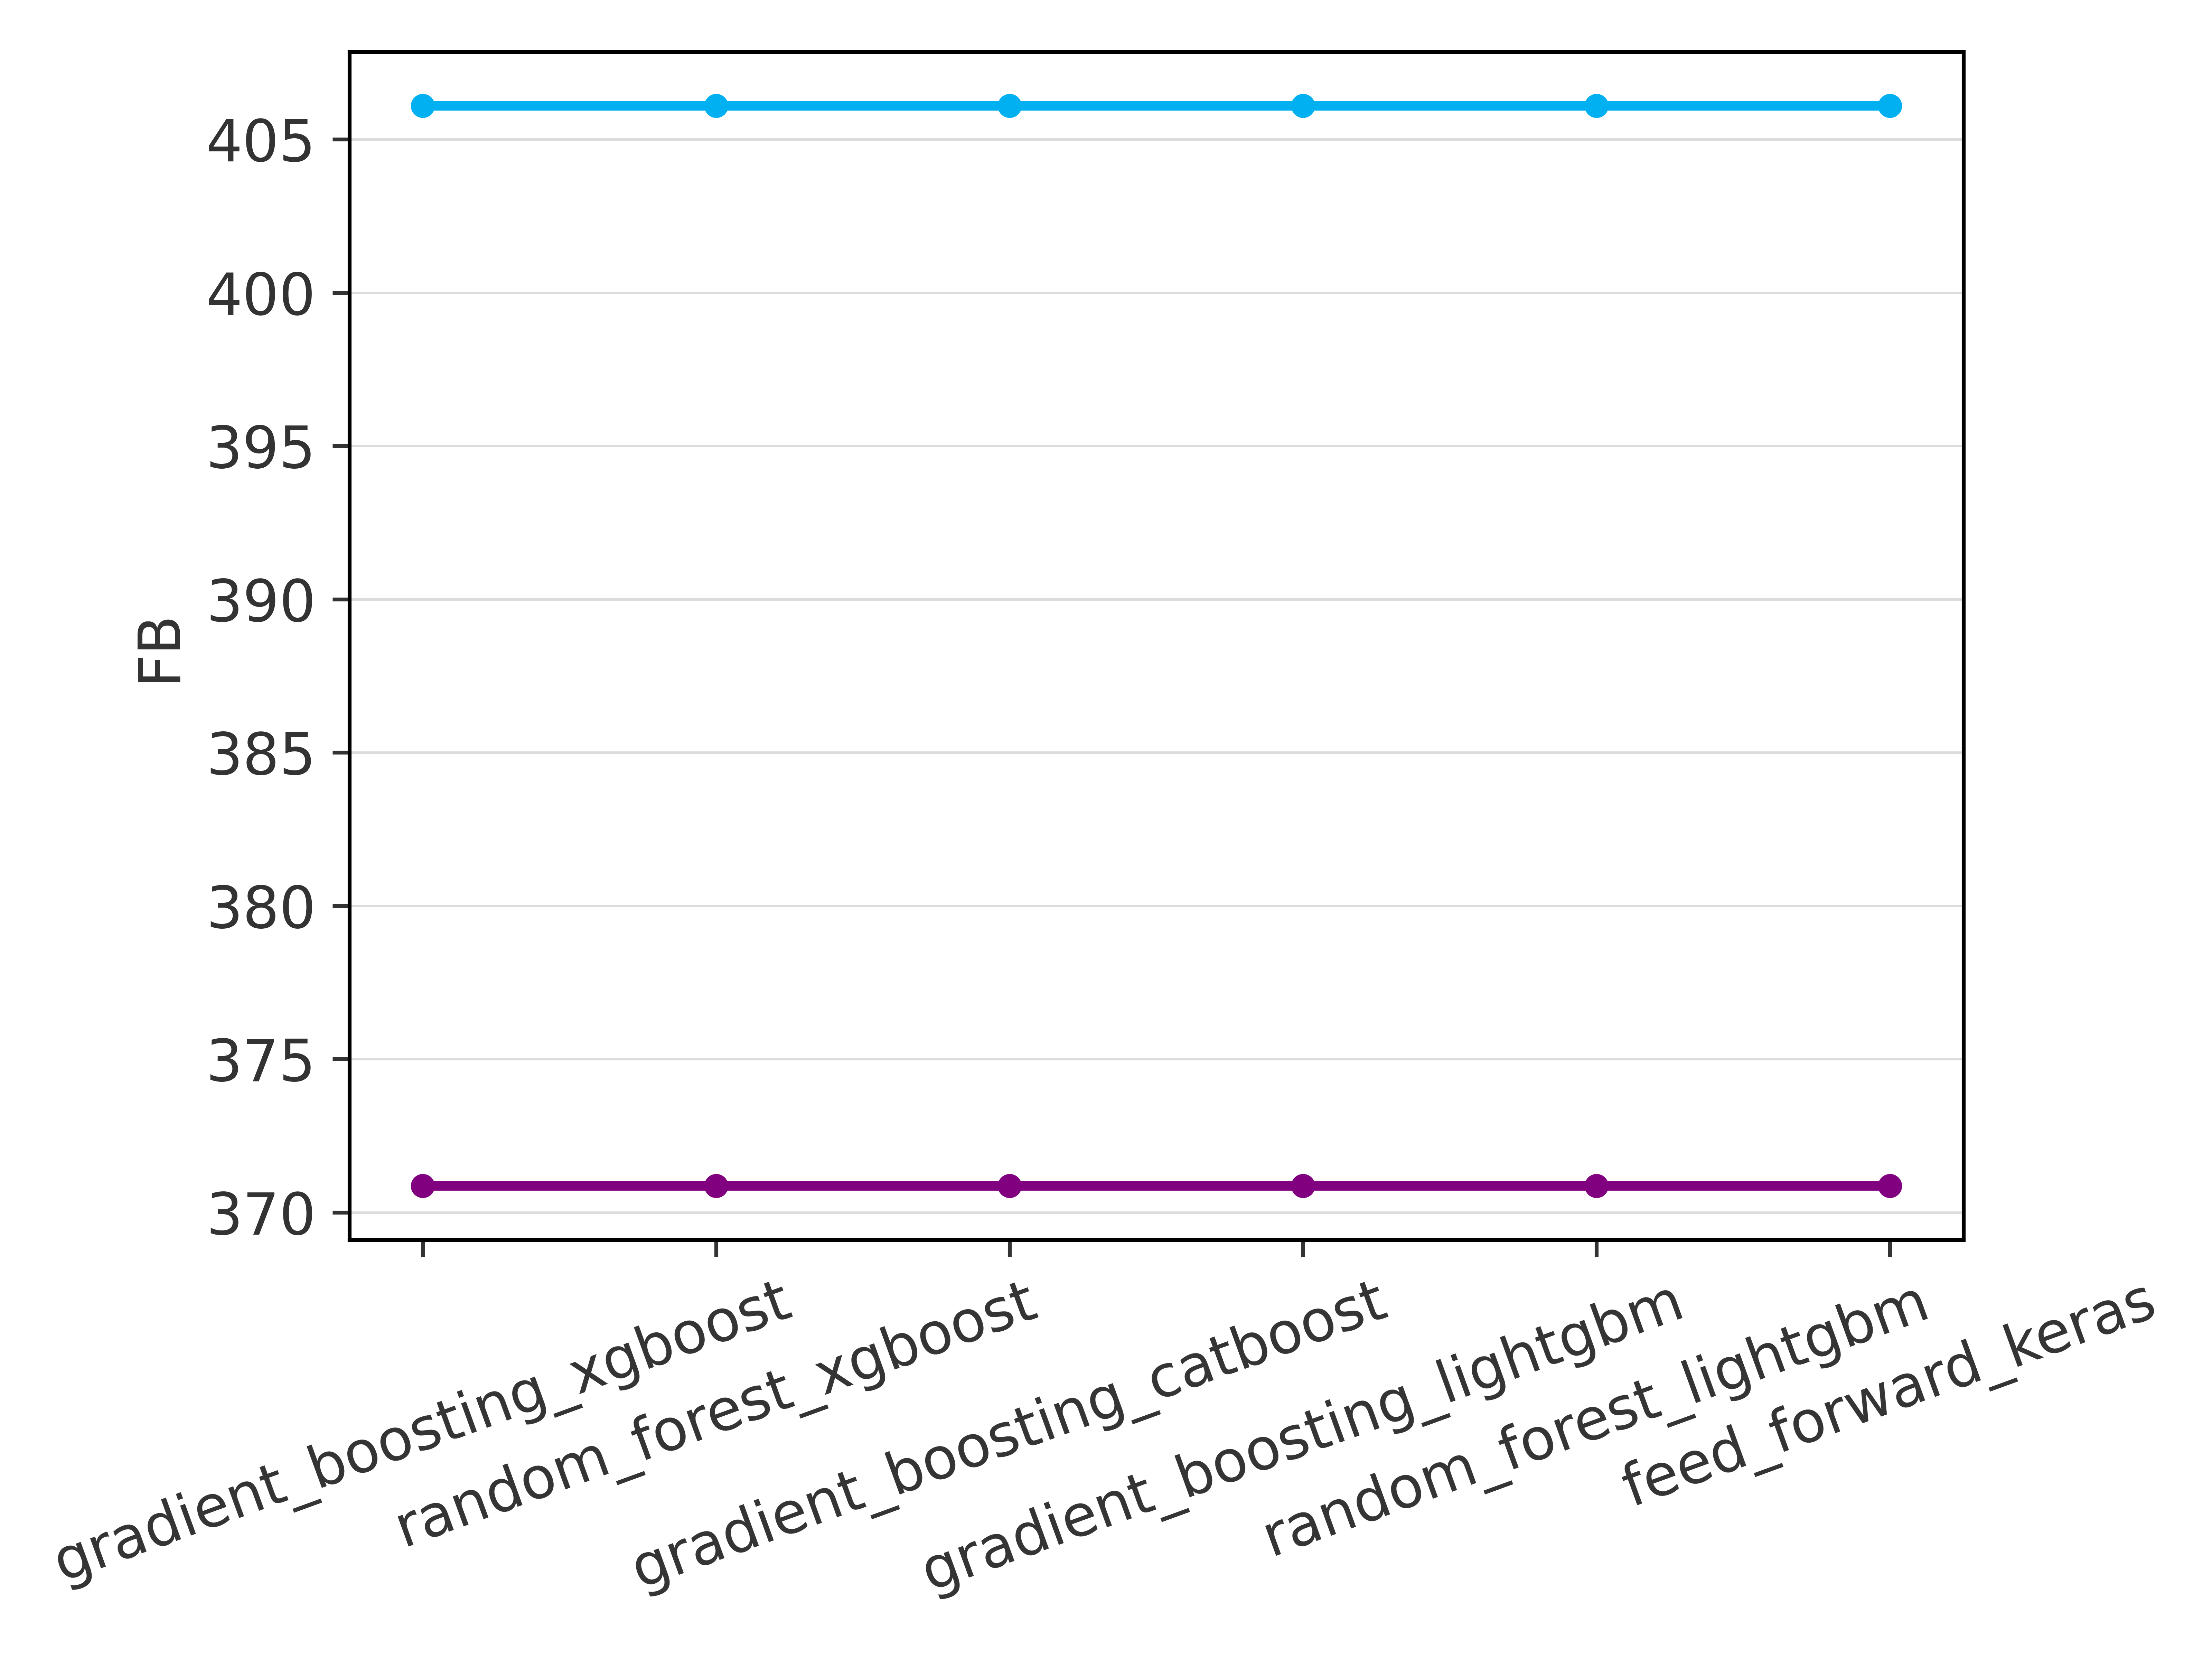 FB
405
400
395
390
385
380
375
370
gradient_boosting_xgboost
random_forest_xgboost
gradient_boosting_catboost
gradient_boosting_lightgbm
random_forest_lightgbm
feed_forward_keras